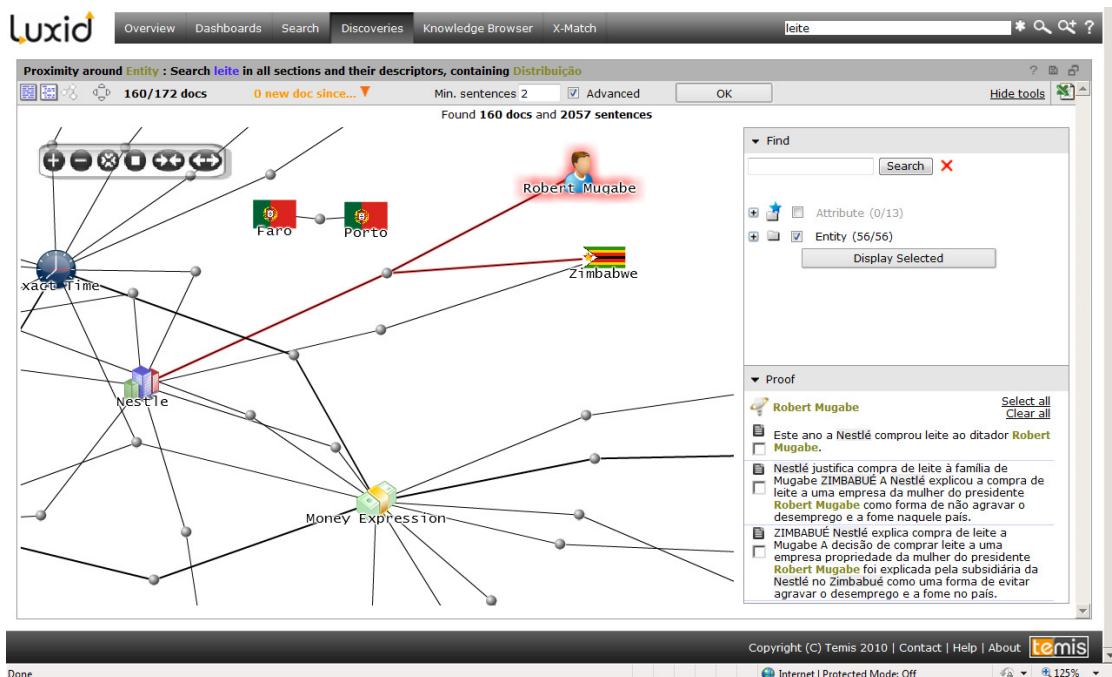 Luxid
Overview Dashboards Search Discoveries Knowledge Browser X-Match
leite
Proximity around Entity : Search leite in all sections and their descriptors, containing Distribuição
160/172 docs 0 new doc since... Min. sentences 2 Advanced OK Hide tools
Found 160 docs and 2057 sentences
Find
Search
Robert Mugabe
Attribute (0/13)
Faro Porto
Entity (56/56)
Display Selected
Zimbabwe
xact Time
Nestle
Money Expression
Proof
Robert Mugabe
Select all
Clear all
Este ano a Nestlé comprou leite ao ditador Robert
Mugabe.
Nestlé justifica compra de leite à família de
Mugabe ZIMBABUÉ A Nestlé explicou a compra de
leite a uma empresa da mulher do presidente
Robert Mugabe como forma de não agravar o
desemprego e a fome naquele país.
ZIMBABUÉ Nestlé explica compra de leite a
Mugabe A decisão de comprar leite a uma
empresa propriedade da mulher do presidente
Robert Mugabe foi explicada pela subsidiária da
Nestlé no Zimbabué como uma forma de evitar
agravar o desemprego e a fome no país.
Copyright (C) Temis 2010 | Contact | Help | About temis
Done Internet | Protected Mode: Off 125%